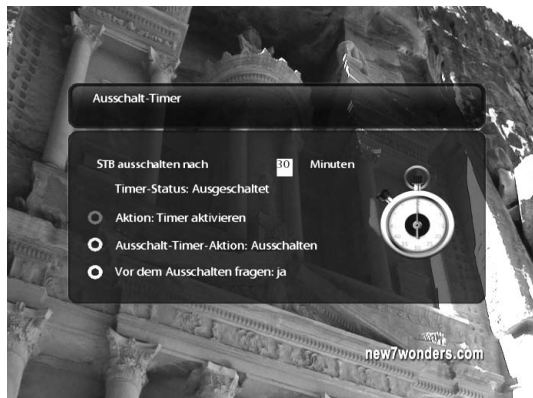 Ausschalt-Timer
STB ausschalten nach 30 Minuten
Timer-Status: Ausgeschaltet
Aktion: Timer aktivieren
Ausschalt-Timer-Aktion: Ausschalten
Vor dem Ausschalten fragen: ja
new7wonders.com